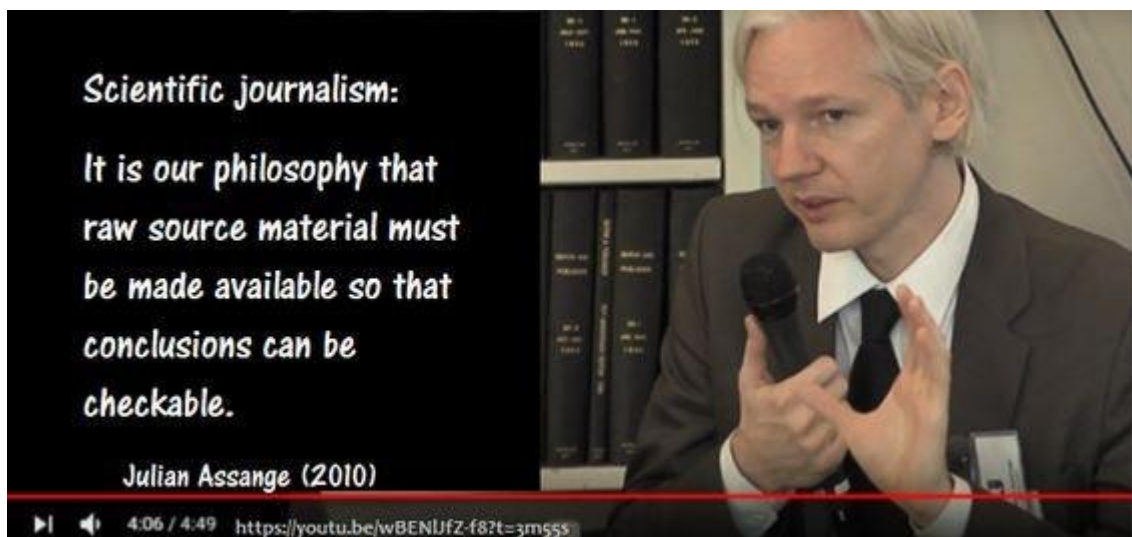 Scientific journalism:
It is our philosophy that
raw source material must
be made available so that
conclusions can be
checkable.
Julian Assange (2010)
4:06 / 4:49 https://youtu.be/wBENlJfZ-f8?t=3m55s